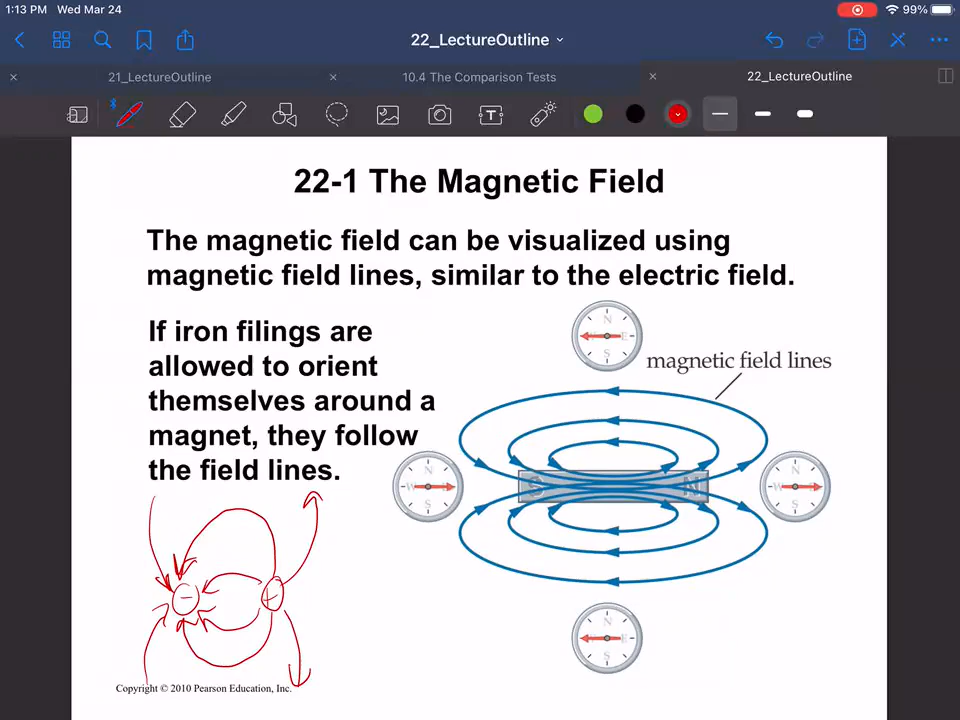 1:13 PM Wed Mar 24
99%
22_LectureOutline
21_LectureOutline
10.4 The Comparison Tests
22_LectureOutline
T
22-1 The Magnetic Field
The magnetic field can be visualized using
magnetic field lines, similar to the electric field.
If iron filings are
allowed to orient
themselves around a
magnet, they follow
the field lines.
N
E
S
magnetic field lines
N
W
S
S
N
N
W
E
S
N
E
S
- +
Copyright © 2010 Pearson Education, Inc.